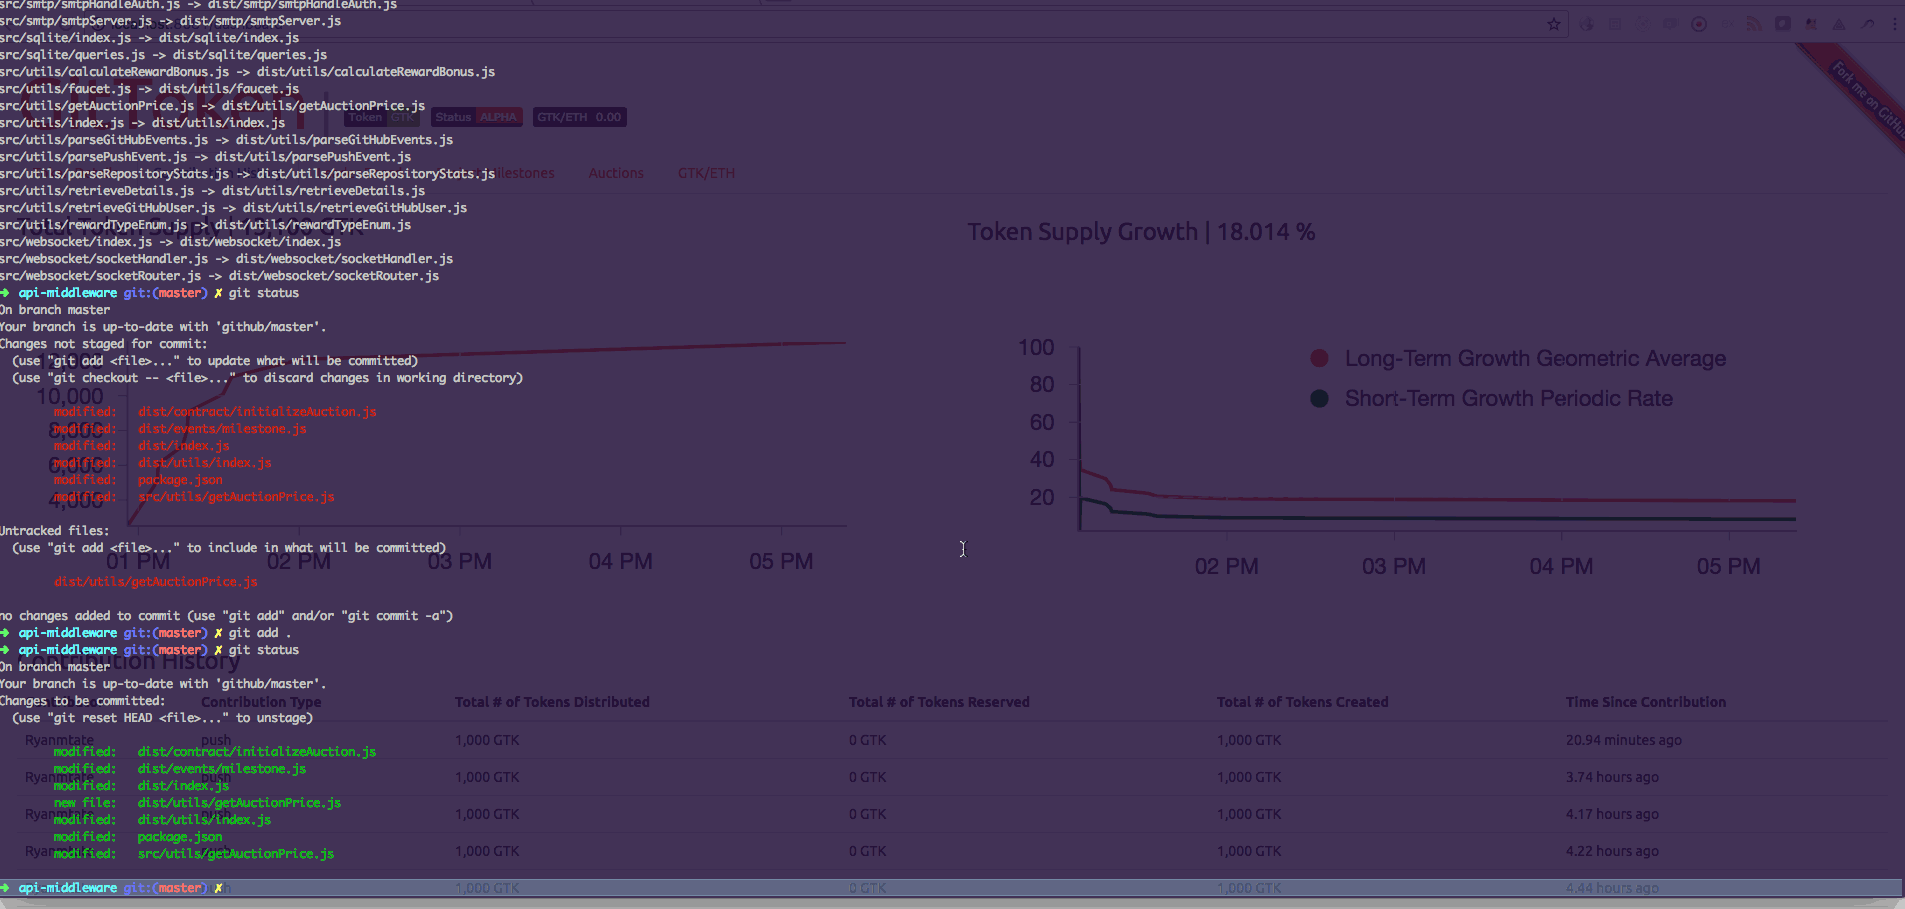 src/smtp/smtpHandleAuth.js -> dist/smtp/smtpHandleAuth.js
src/smtp/smtpServer.js -> dist/smtp/smtpServer.js
src/sqlite/index.js -> dist/sqlite/index.js
src/sqlite/queries.js -> dist/sqlite/queries.js
src/utils/calculateRewardBonus.js -> dist/utils/calculateRewardBonus.js
src/utils/faucet.js -> dist/utils/faucet.js
src/utils/getAuctionPrice.js -> dist/utils/getAuctionPrice.js
src/utils/index.js -> dist/utils/index.js
src/utils/parseGitHubEvents.js -> dist/utils/parseGitHubEvents.js
src/utils/parsePushEvent.js -> dist/utils/parsePushEvent.js
src/utils/parseRepositoryStats.js -> dist/utils/parseRepositoryStats.js
src/utils/retrieveDetails.js -> dist/utils/retrieveDetails.js
src/utils/retrieveGitHubUser.js -> dist/utils/retrieveGitHubUser.js
src/utils/rewardTypeEnum.js -> dist/utils/rewardTypeEnum.js
src/websocket/index.js -> dist/websocket/index.js
src/websocket/socketHandler.js -> dist/websocket/socketHandler.js
src/websocket/socketRouter.js -> dist/websocket/socketRouter.js
➜ api-middleware git:(master) ✗ git status
On branch master
Your branch is up-to-date with 'github/master'.
Changes not staged for commit:
(use "git add <file>..." to update what will be committed)
(use "git checkout -- <file>..." to discard changes in working directory)
modified: dist/contract/initializeAuction.js
modified: dist/events/milestone.js
modified: dist/index.js
modified: dist/utils/index.js
modified: package.json
modified: src/utils/getAuctionPrice.js
Untracked files:
(use "git add <file>..." to include in what will be committed)
dist/utils/getAuctionPrice.js
no changes added to commit (use "git add" and/or "git commit -a")
➜ api-middleware git:(master) ✗ git add .
➜ api-middleware git:(master) ✗ git status
On branch master
Your branch is up-to-date with 'github/master'.
Changes to be committed:
(use "git reset HEAD <file>..." to unstage)
modified: dist/contract/initializeAuction.js
modified: dist/events/milestone.js
modified: dist/index.js
new file: dist/utils/getAuctionPrice.js
modified: dist/utils/index.js
modified: package.json
modified: src/utils/getAuctionPrice.js
➜ api-middleware git:(master) ✗
GitToken |
Token GTK Status ALPHA GTK/ETH 0.00
Fork me on GitHub
Milestones Auctions GTK/ETH
Total Token Supply | 13,100 GTK
12,000
10,000
8,000
6,000
4,000
01 PM 02 PM 03 PM 04 PM 05 PM
Token Supply Growth | 18.014 %
100
80
60
40
20
02 PM 03 PM 04 PM 05 PM
Long-Term Growth Geometric Average
Short-Term Growth Periodic Rate
Contribution History
Contribution Type Total # of Tokens Distributed Total # of Tokens Reserved Total # of Tokens Created Time Since Contribution
Ryanmtate push 1,000 GTK 0 GTK 1,000 GTK 20.94 minutes ago
Ryanmtate push 1,000 GTK 0 GTK 1,000 GTK 3.74 hours ago
Ryanmtate push 1,000 GTK 0 GTK 1,000 GTK 4.17 hours ago
Ryanmtate push 1,000 GTK 0 GTK 1,000 GTK 4.22 hours ago
push 1,000 GTK 0 GTK 1,000 GTK 4.44 hours ago